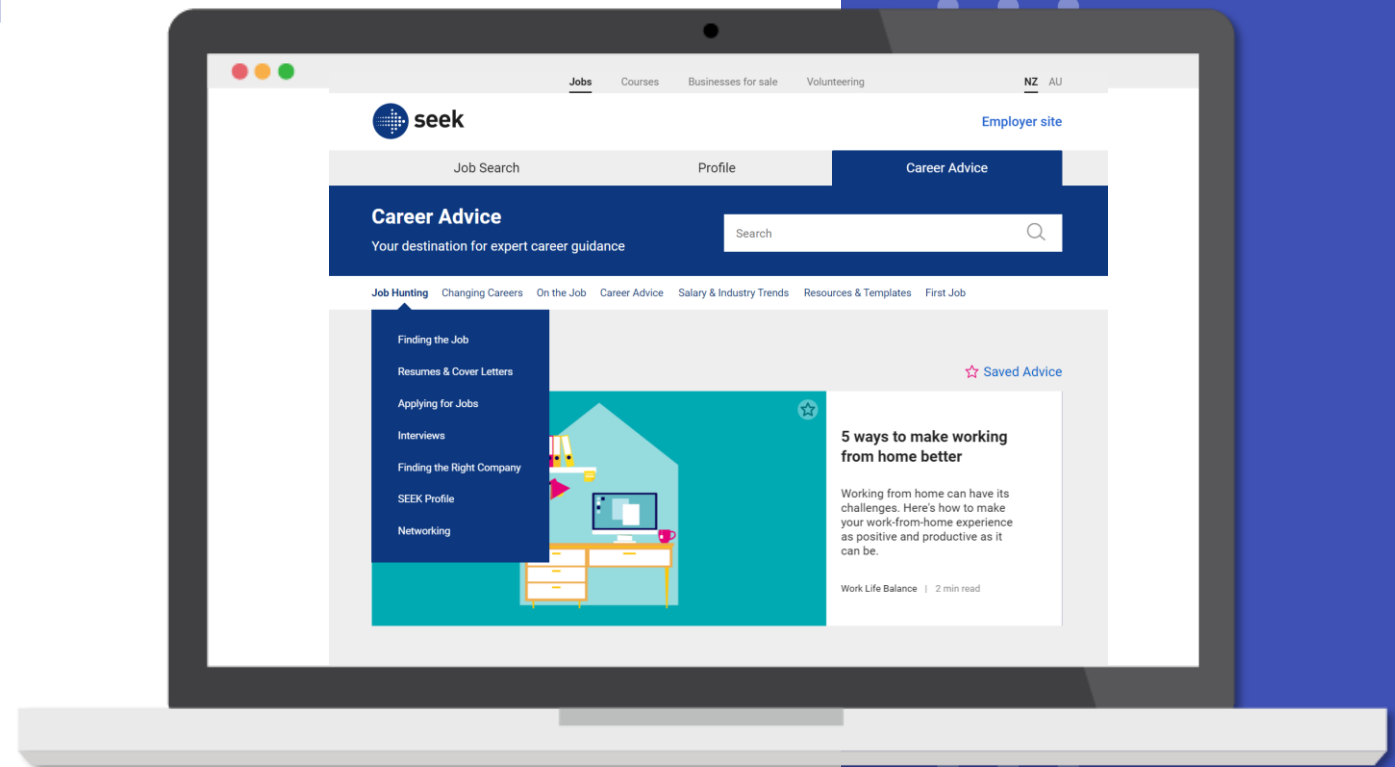 Jobs Courses Businesses for sale Volunteering NZ AU
seek
Employer site
Job Search Profile Career Advice
Career Advice
Your destination for expert career guidance
Search
Job Hunting Changing Careers On the Job Career Advice Salary & Industry Trends Resources & Templates First Job
Finding the Job
Resumes & Cover Letters
Applying for Jobs
Interviews
Finding the Right Company
SEEK Profile
Networking
Saved Advice
5 ways to make working
from home better
Working from home can have its
challenges. Here's how to make
your work-from-home experience
as positive and productive as it
can be.
Work Life Balance | 2 min read